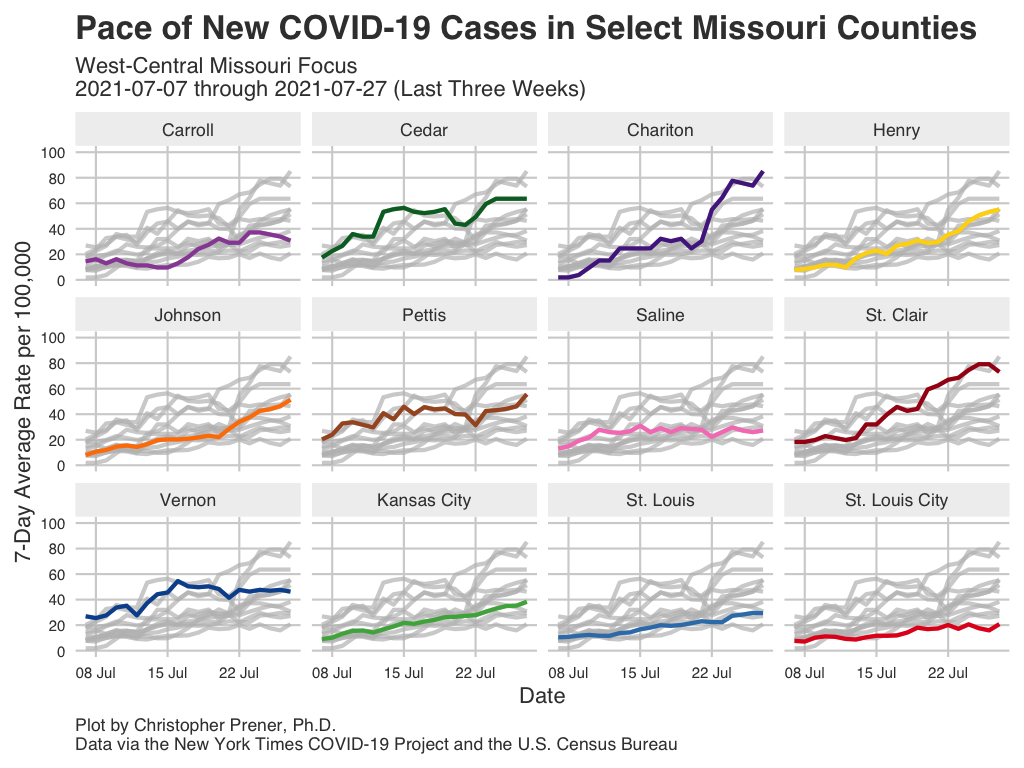 Pace of New COVID-19 Cases in Select Missouri Counties
West-Central Missouri Focus
2021-07-07 through 2021-07-27 (Last Three Weeks)
Carroll Cedar Chariton Henry
100
80
60
40
20
0
Johnson Pettis Saline St. Clair
100
80
60
40
20
0
Vernon Kansas City St. Louis St. Louis City
100
80
60
40
20
0
7-Day Average Rate per 100,000
08 Jul 15 Jul 22 Jul 08 Jul 15 Jul 22 Jul 08 Jul 15 Jul 22 Jul 08 Jul 15 Jul 22 Jul
Date
Plot by Christopher Prener, Ph.D.
Data via the New York Times COVID-19 Project and the U.S. Census Bureau